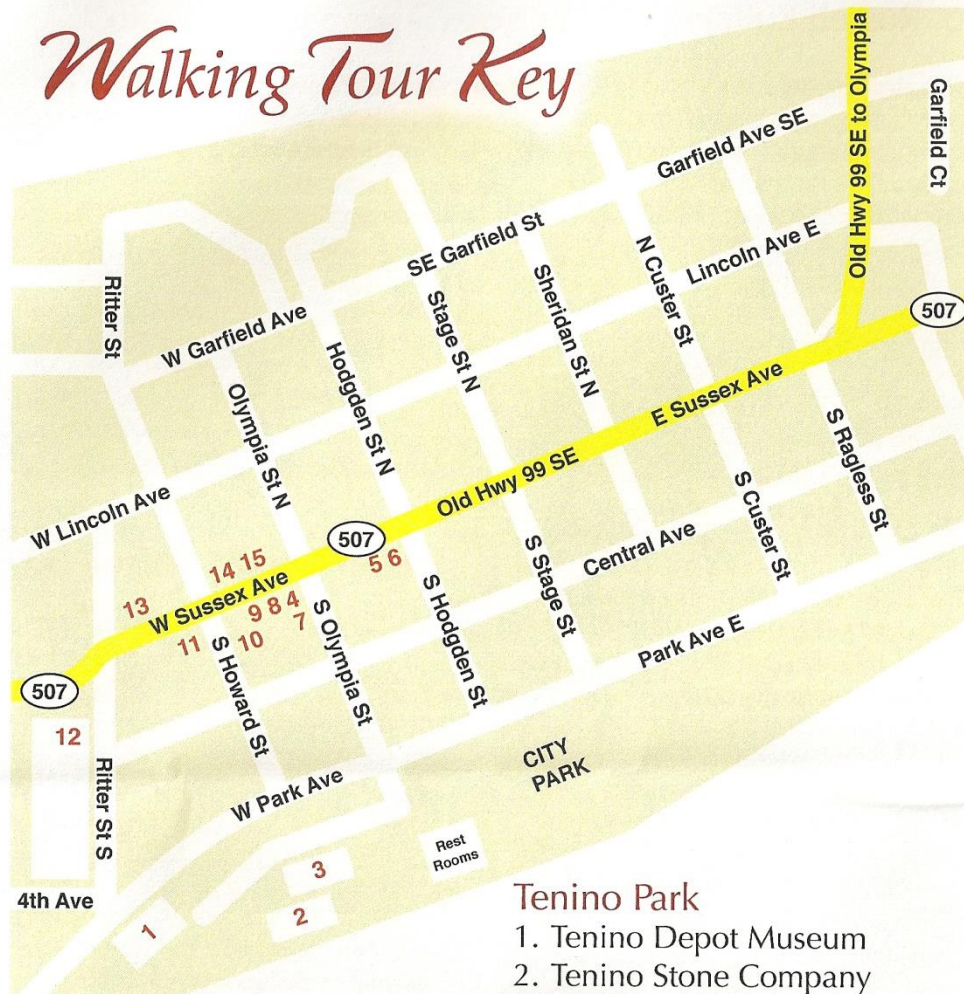 Walking Tour Key
Old Hwy 99 SE to Olympia
Garfield Ct
Garfield Ave SE
SE Garfield St
Lincoln Ave E
N Custer St
Sheridan St N
Stage St N
Ritter St
W Garfield Ave
Hodgden St N
Olympia St N
507
E Sussex Ave
Old Hwy 99 SE
S Ragless St
S Custer St
W Lincoln Ave
507
5 6
14 15
13
W Sussex Ave
9 8 4
7
11
10
Central Ave
S Stage St
S Hodgden St
S Olympia St
S Howard St
Park Ave E
507
12
Ritter St S
W Park Ave
CITY
PARK
Rest
Rooms
3
2
1
4th Ave
Tenino Park
1. Tenino Depot Museum
2. Tenino Stone Company